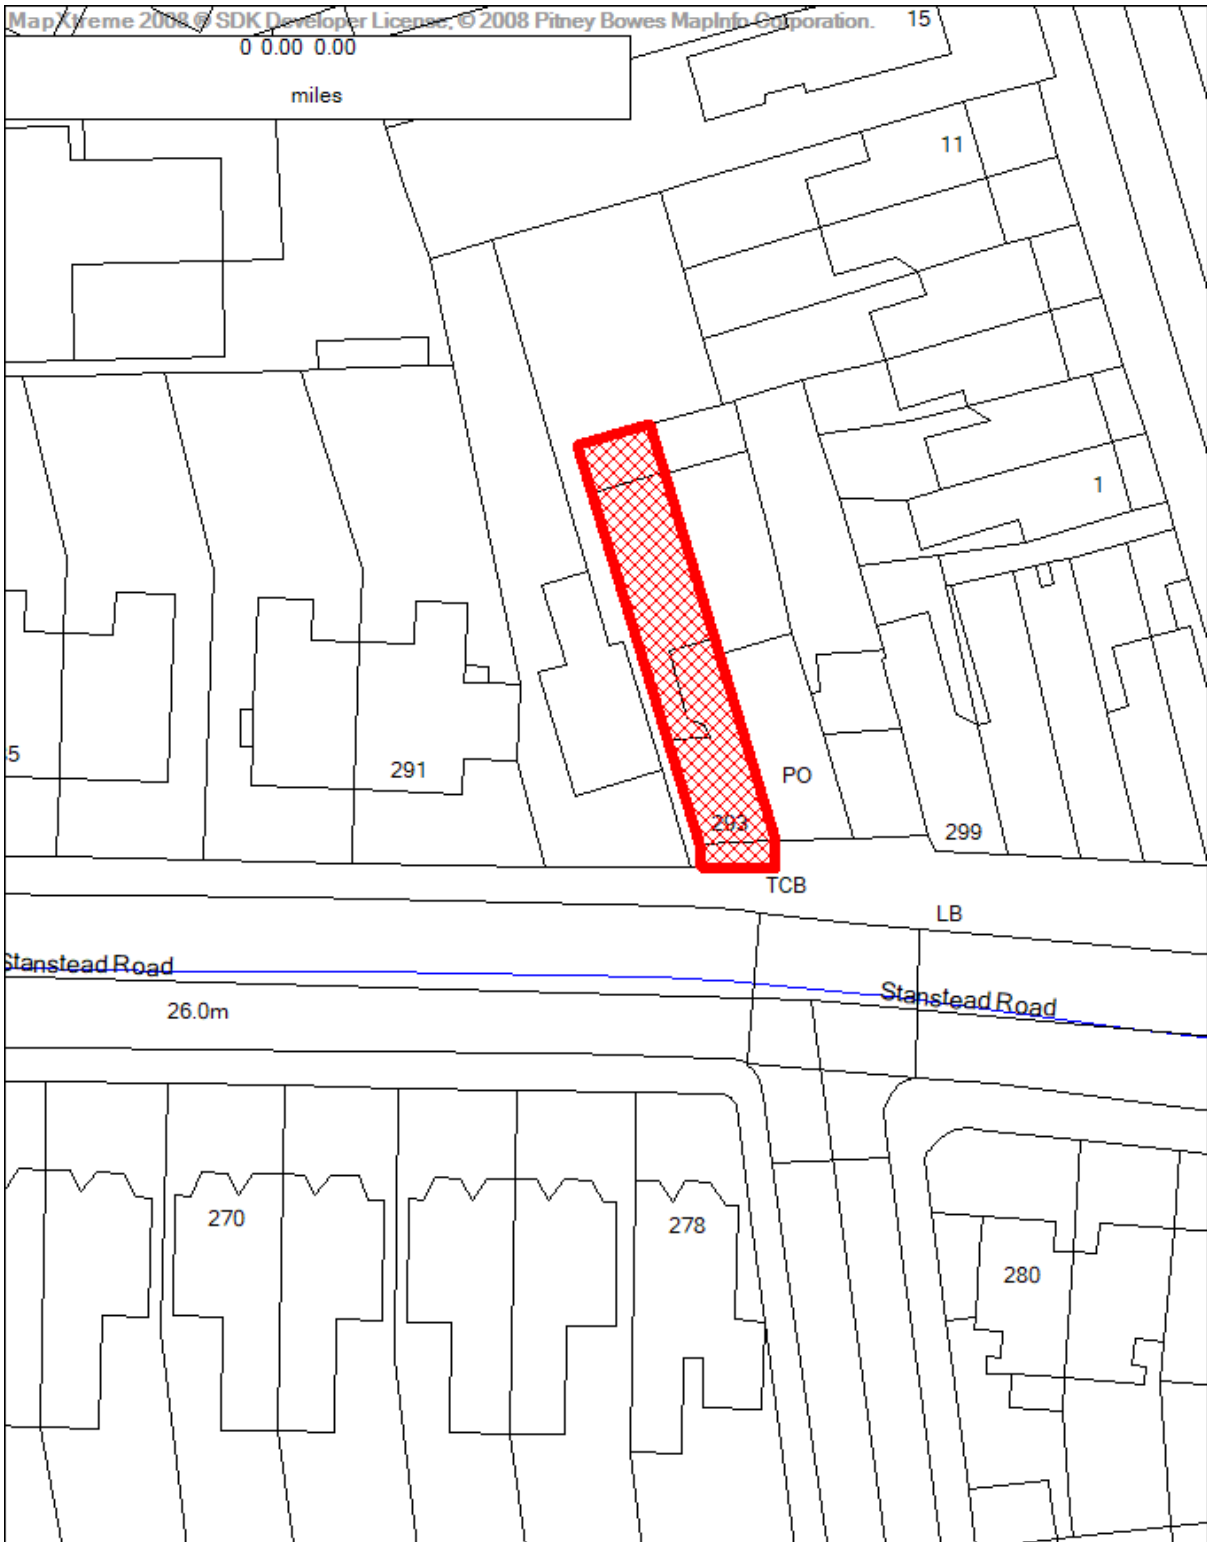 MapXtreme 2008 ® SDK Developer License, © 2008 Pitney Bowes MapInfo Corporation.
15
0 0.00 0.00
miles
11
1
291
PO
293
299
TCB
LB
Stanstead Road
Stanstead Road
26.0m
270
278
280